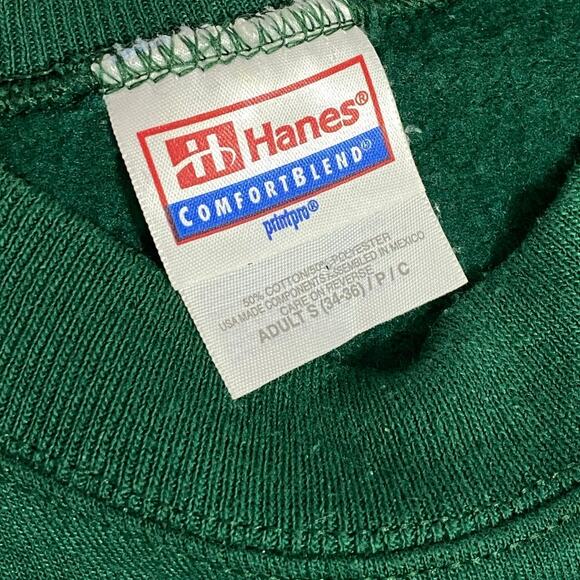 Hanes®
COMFORTBLEND®
printpro®
50% COTTON/50% POLYESTER
USA MADE COMPONENTS ASSEMBLED IN MEXICO
CARE ON REVERSE
ADULT S (34-36) / P / C